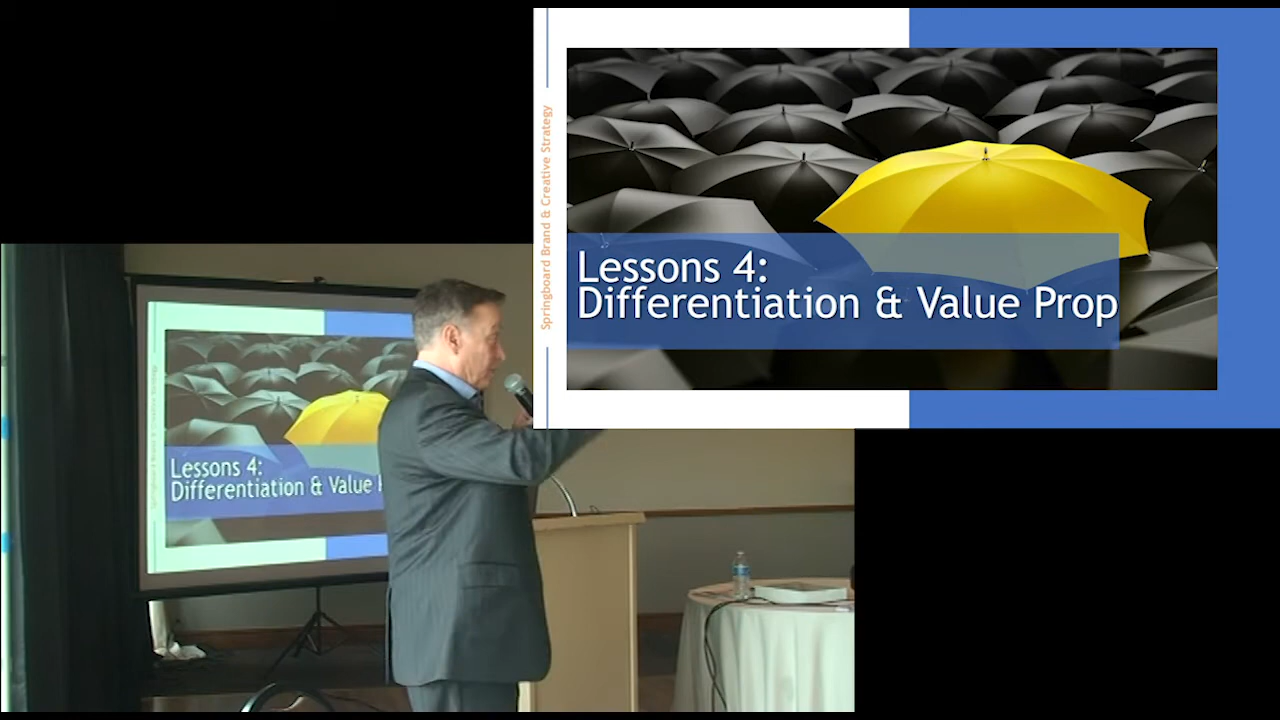 Springboard Brand & Creative Strategy
Lessons 4:
Differentiation & Value Prop
Lessons 4:
Differentiation & Value